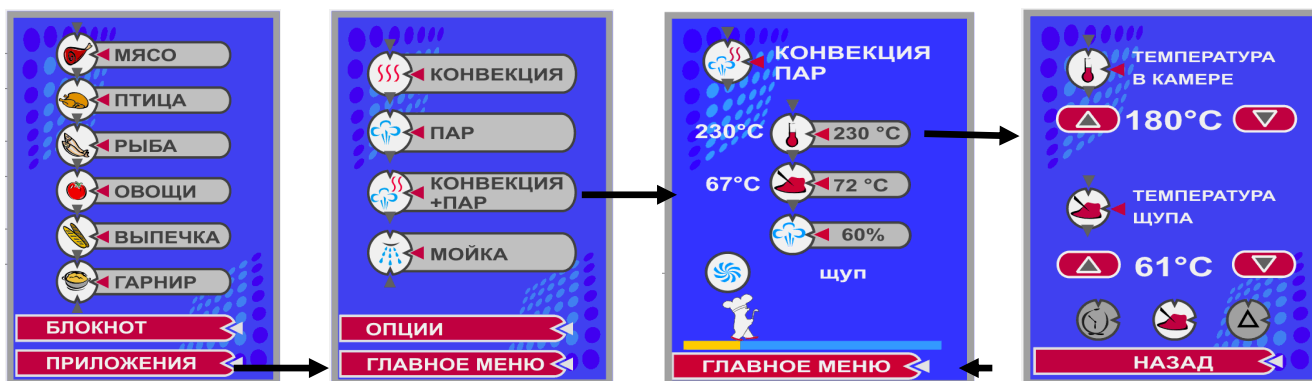 МЯСО
ПТИЦА
РЫБА
ОВОЩИ
ВЫПЕЧКА
ГАРНИР
БЛОКНОТ
ПРИЛОЖЕНИЯ
КОНВЕКЦИЯ
ПАР
КОНВЕКЦИЯ
+ПАР
МОЙКА
ОПЦИИ
ГЛАВНОЕ МЕНЮ
КОНВЕКЦИЯ
ПАР
230°C 230 °C
67°C 72 °C
60%
щуп
ГЛАВНОЕ МЕНЮ
ТЕМПЕРАТУРА
В КАМЕРЕ
180°C
ТЕМПЕРАТУРА
ЩУПА
61°C
НАЗАД